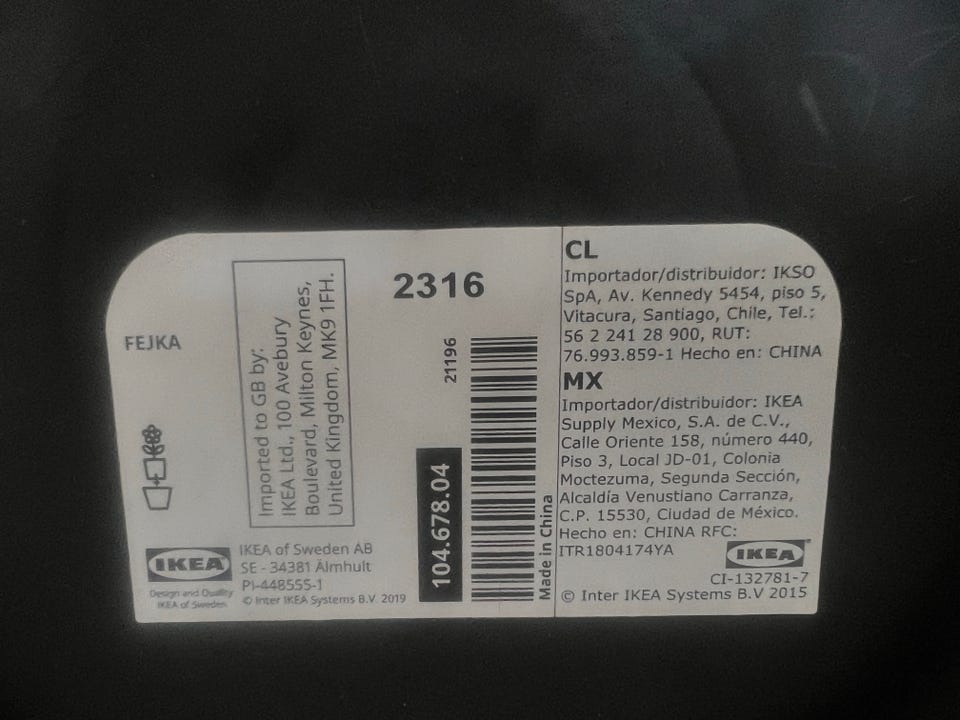 FEJKA
Imported to GB by:
IKEA Ltd., 100 Avebury
Boulevard, Milton Keynes,
United Kingdom, MK9 1FH.
2316
21196
104.678.04
Made in China
IKEA
Design and Quality
IKEA of Sweden
IKEA of Sweden AB
SE - 34381 Älmhult
PI-448555-1
© Inter IKEA Systems B.V. 2019
CL
Importador/distribuidor: IKSO
SpA, Av. Kennedy 5454, piso 5,
Vitacura, Santiago, Chile, Tel.:
56 2 241 28 900, RUT:
76.993.859-1 Hecho en: CHINA
MX
Importador/distribuidor: IKEA
Supply Mexico, S.A. de C.V.,
Calle Oriente 158, número 440,
Piso 3, Local JD-01, Colonia
Moctezuma, Segunda Sección,
Alcaldía Venustiano Carranza,
C.P. 15530, Ciudad de México.
Hecho en: CHINA RFC:
ITR1804174YA
IKEA
CI-132781-7
© Inter IKEA Systems B.V 2015